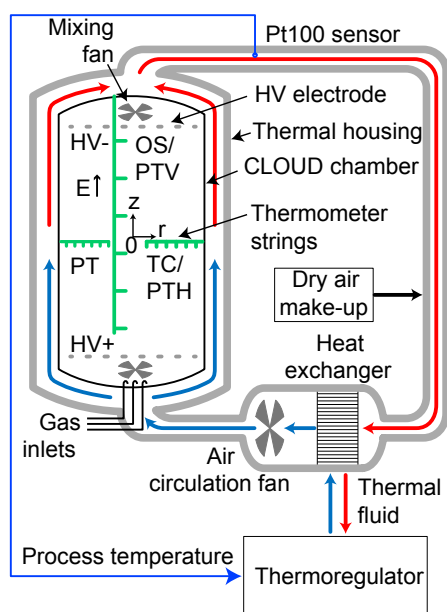 Mixing
fan
Pt100 sensor
HV electrode
Thermal housing
CLOUD chamber
Thermometer
strings
HV-
OS/
PTV
E↑
z
r
0
PT
TC/
PTH
HV+
Dry air
make-up
Heat
exchanger
Gas
inlets
Air
circulation fan
Thermal
fluid
Process temperature
Thermoregulator